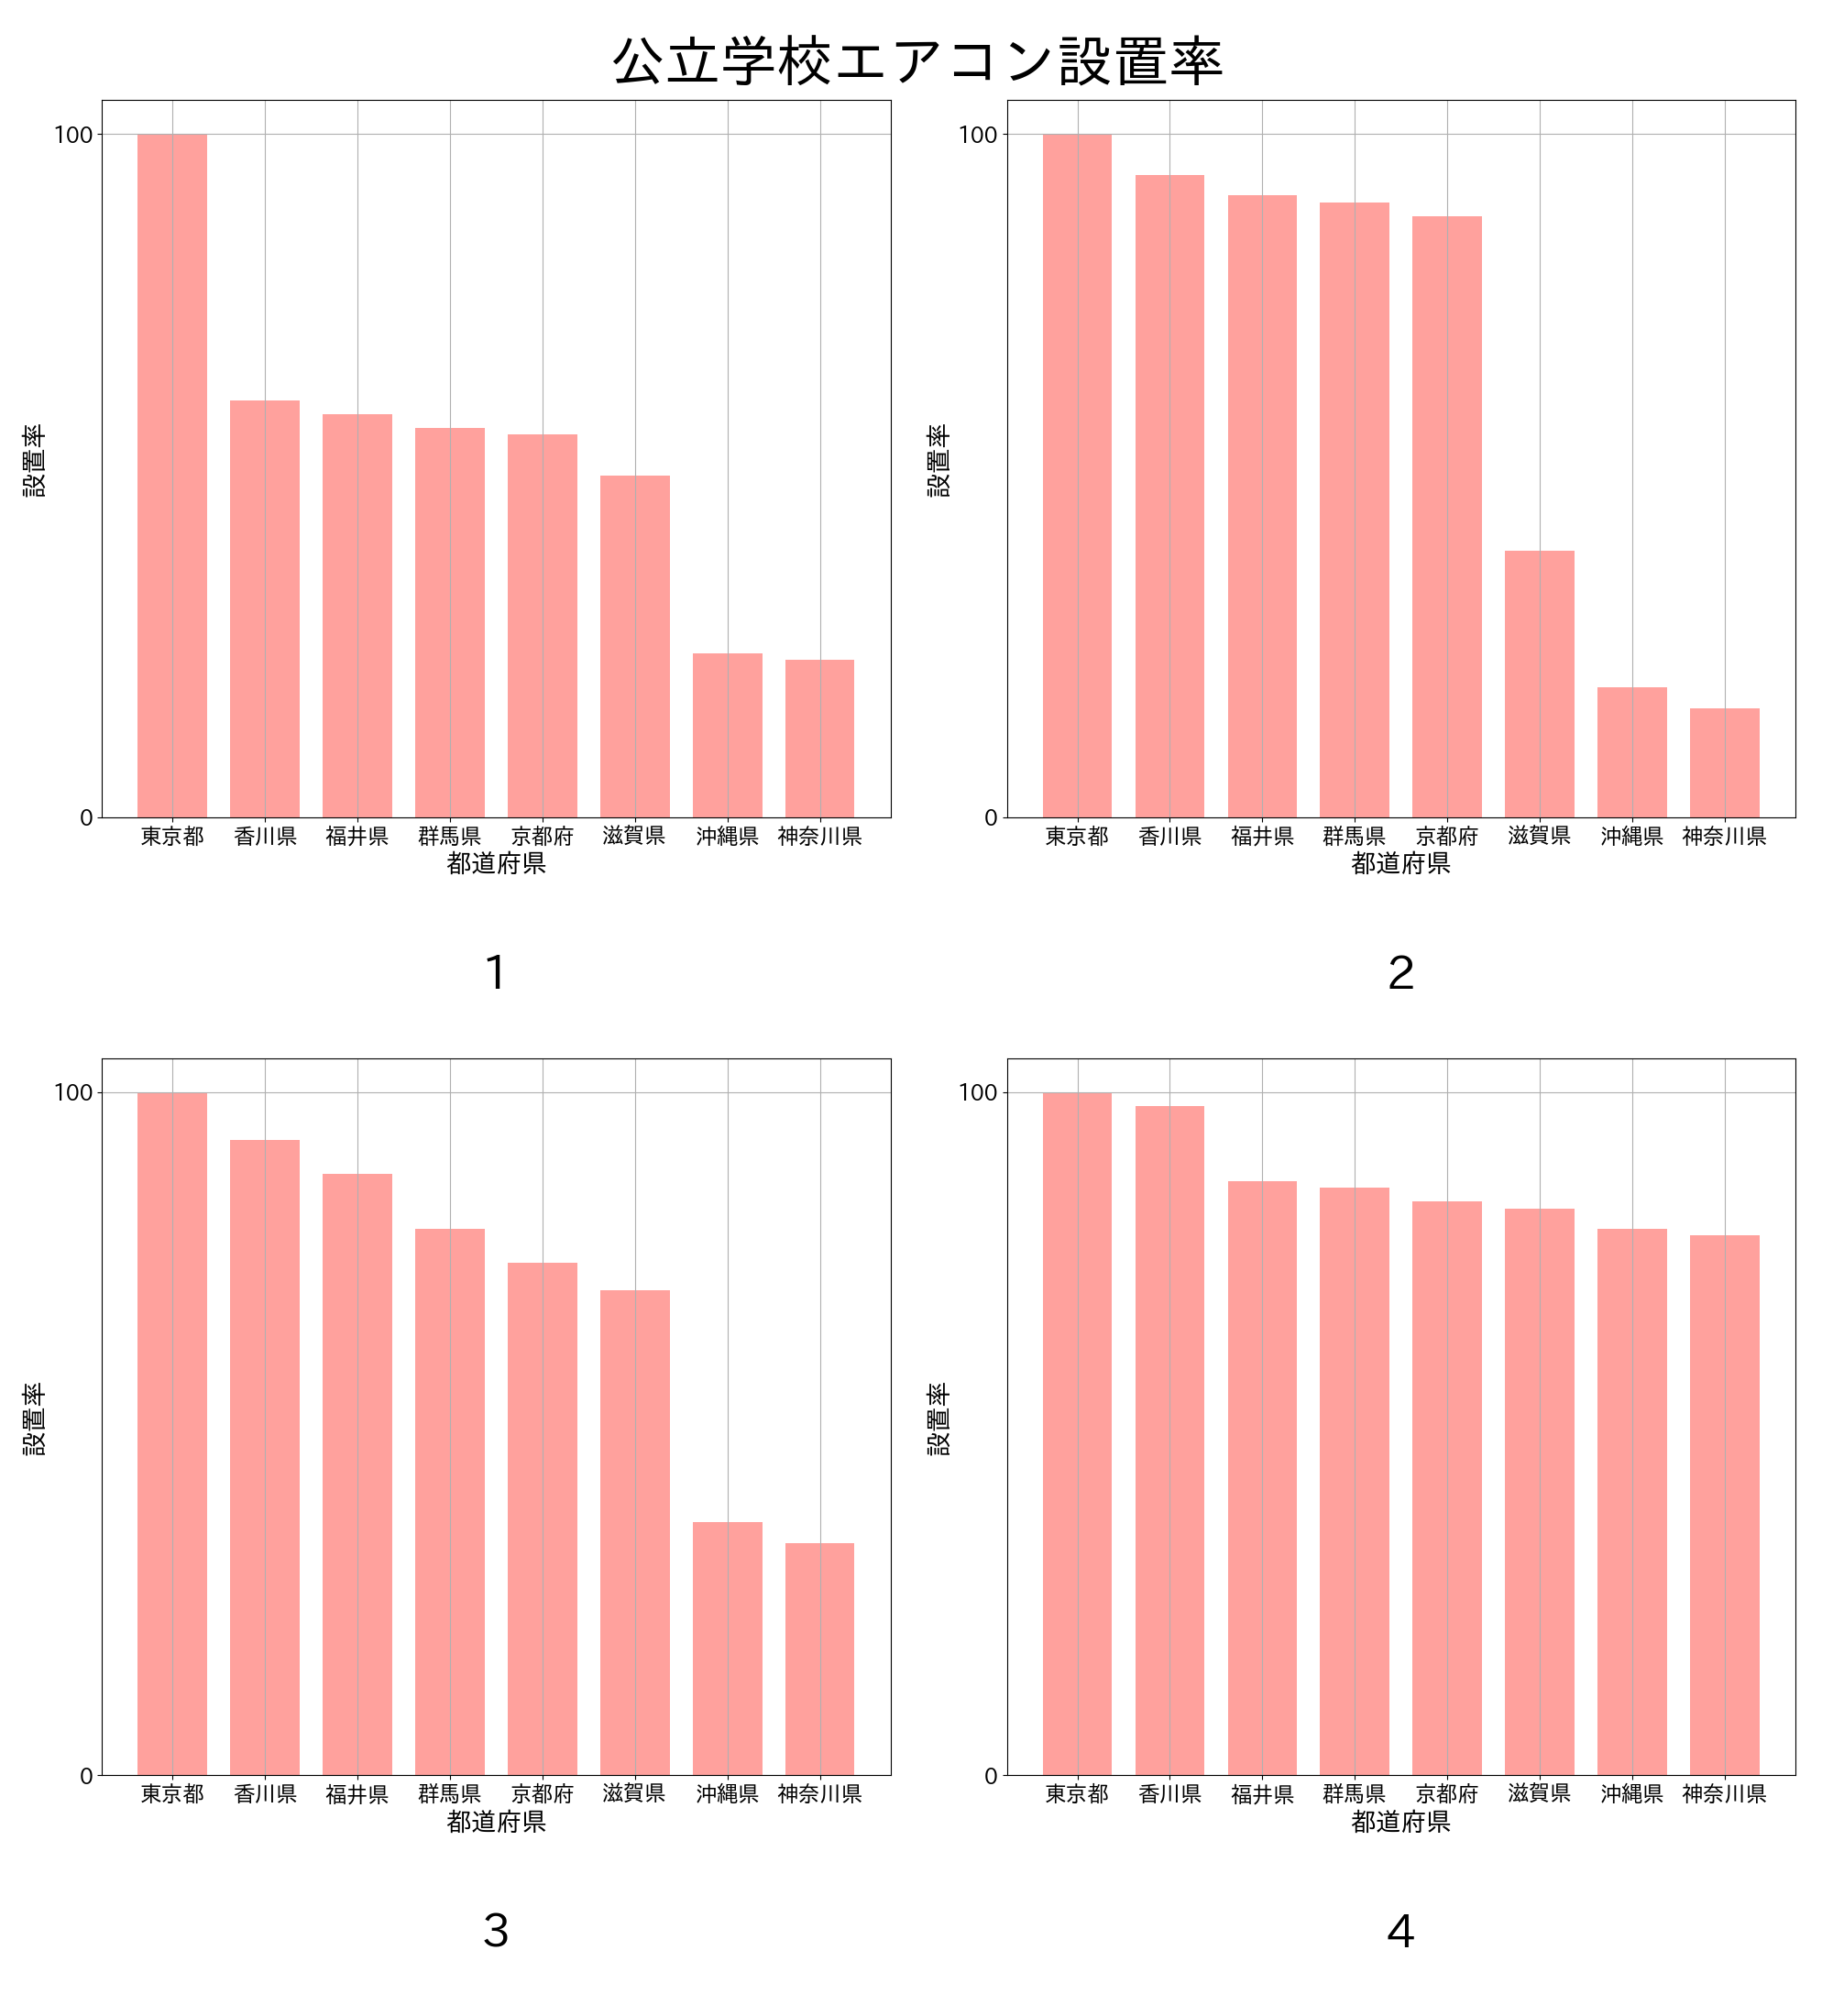 公立学校エアコン設置率
100
設置率
0
東京都 香川県 福井県 群馬県 京都府 滋賀県 沖縄県 神奈川県
都道府県
1
100
設置率
0
東京都 香川県 福井県 群馬県 京都府 滋賀県 沖縄県 神奈川県
都道府県
2
100
設置率
0
東京都 香川県 福井県 群馬県 京都府 滋賀県 沖縄県 神奈川県
都道府県
3
100
設置率
0
東京都 香川県 福井県 群馬県 京都府 滋賀県 沖縄県 神奈川県
都道府県
4